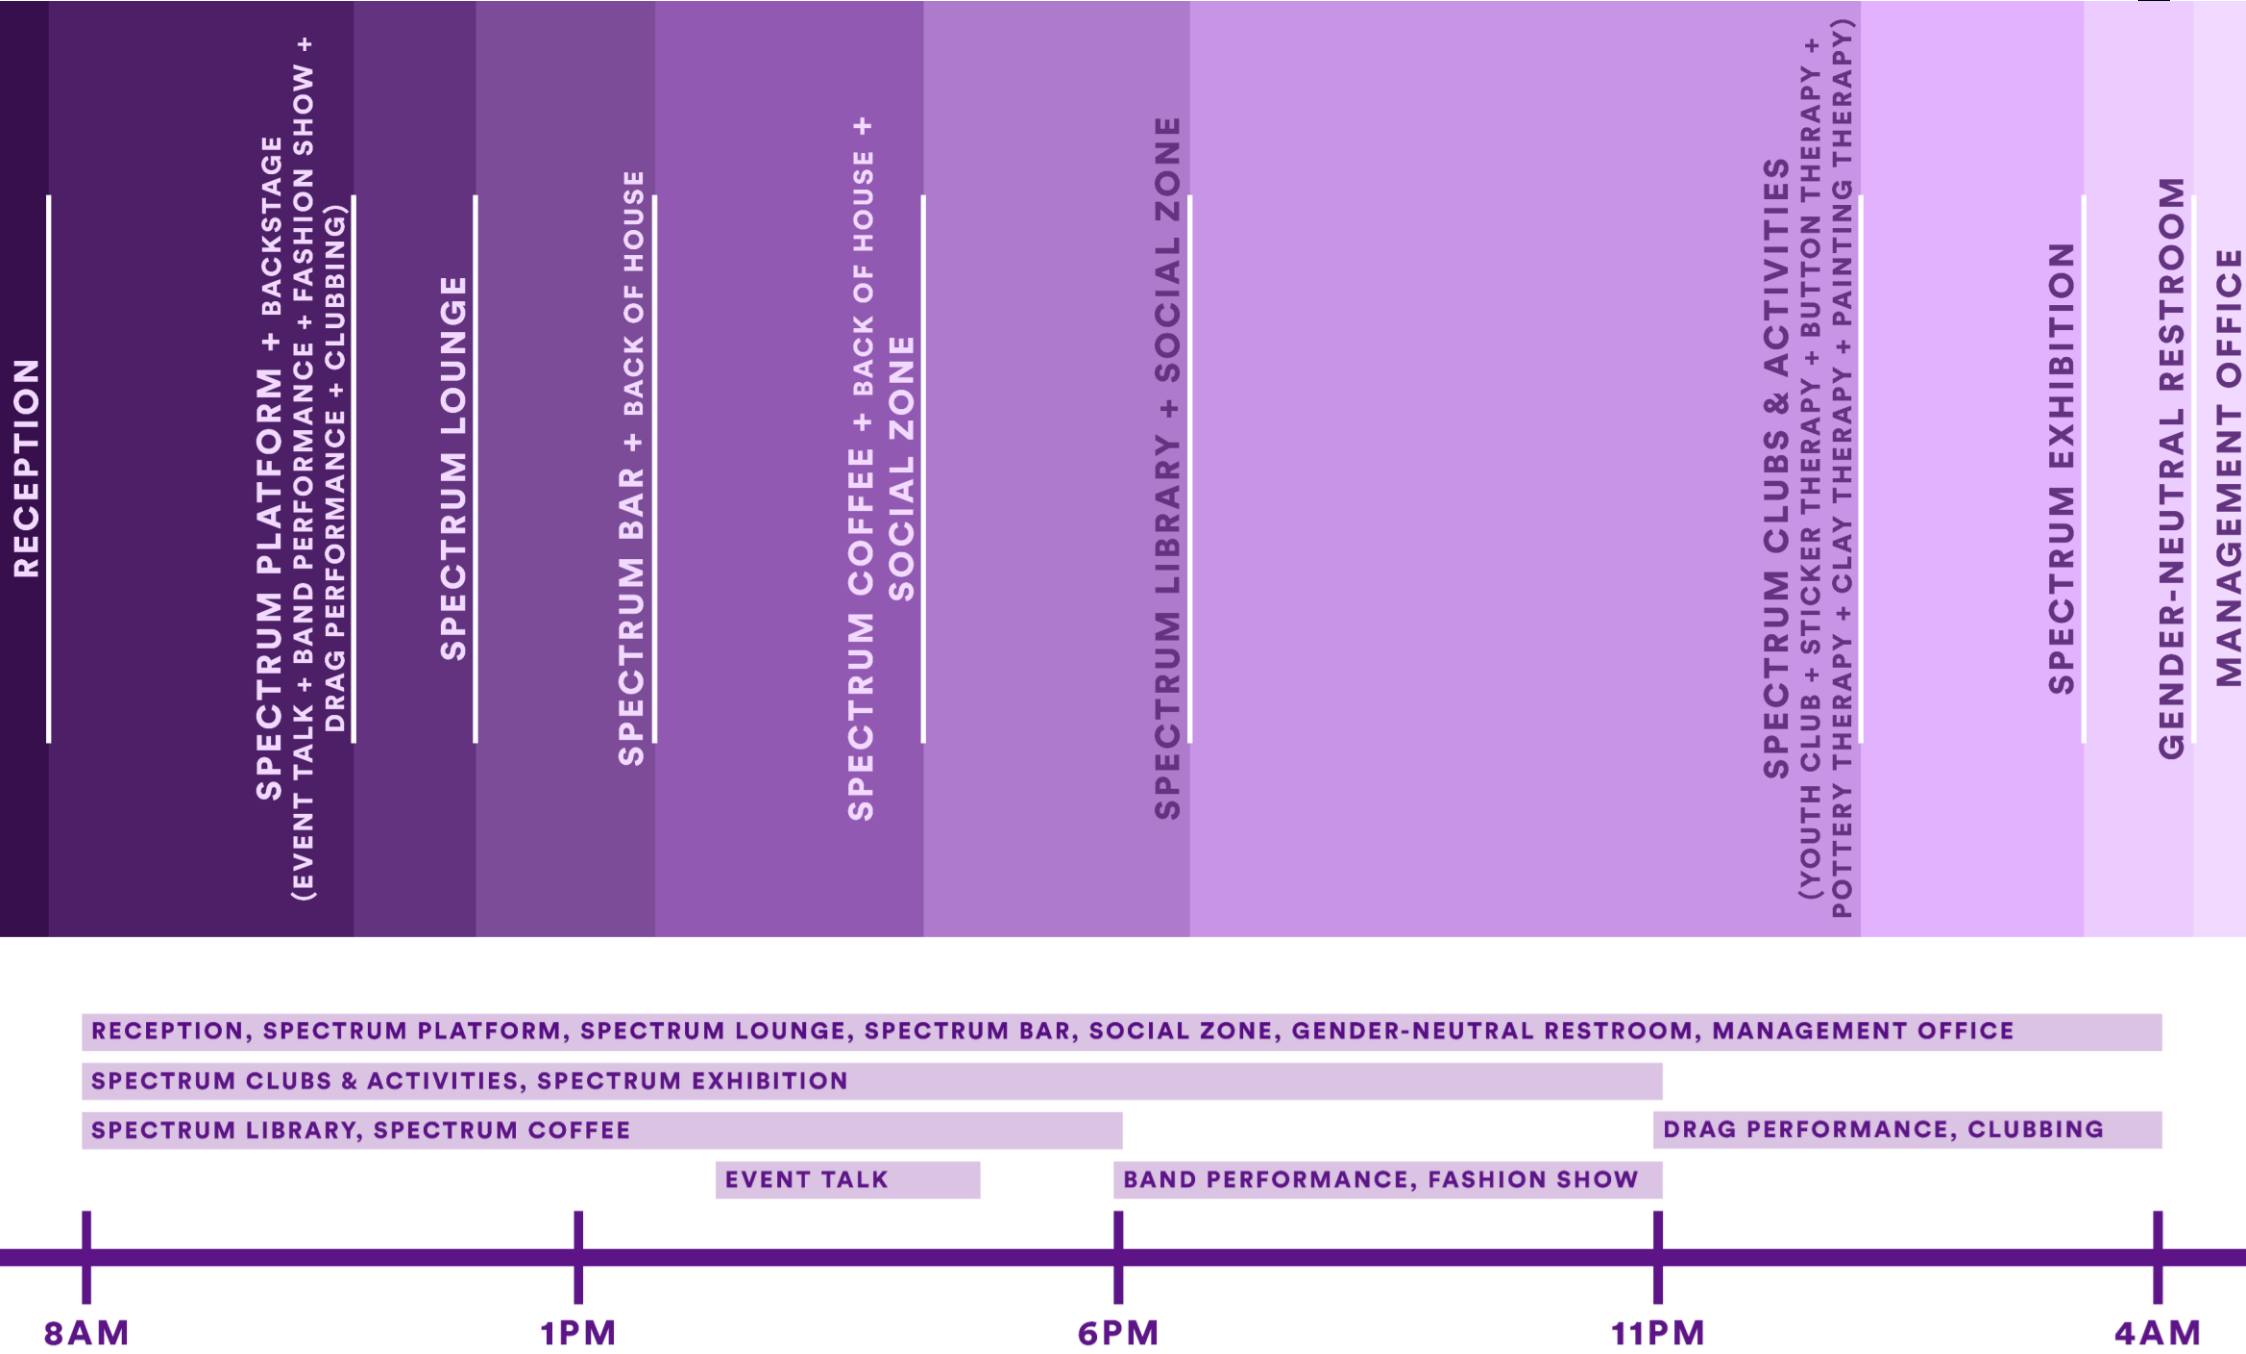 RECEPTION
SPECTRUM PLATFORM + BACKSTAGE
(EVENT TALK + BAND PERFORMANCE + FASHION SHOW +
DRAG PERFORMANCE + CLUBBING)
SPECTRUM LOUNGE
SPECTRUM BAR + BACK OF HOUSE
SPECTRUM COFFEE + BACK OF HOUSE +
SOCIAL ZONE
SPECTRUM LIBRARY + SOCIAL ZONE
SPECTRUM CLUBS & ACTIVITIES
(YOUTH CLUB + STICKER THERAPY + BUTTON THERAPY +
POTTERY THERAPY + CLAY THERAPY + PAINTING THERAPY)
SPECTRUM EXHIBITION
GENDER-NEUTRAL RESTROOM
MANAGEMENT OFFICE
RECEPTION, SPECTRUM PLATFORM, SPECTRUM LOUNGE, SPECTRUM BAR, SOCIAL ZONE, GENDER-NEUTRAL RESTROOM, MANAGEMENT OFFICE
SPECTRUM CLUBS & ACTIVITIES, SPECTRUM EXHIBITION
SPECTRUM LIBRARY, SPECTRUM COFFEE
DRAG PERFORMANCE, CLUBBING
EVENT TALK
BAND PERFORMANCE, FASHION SHOW
8AM
1PM
6PM
11PM
4AM